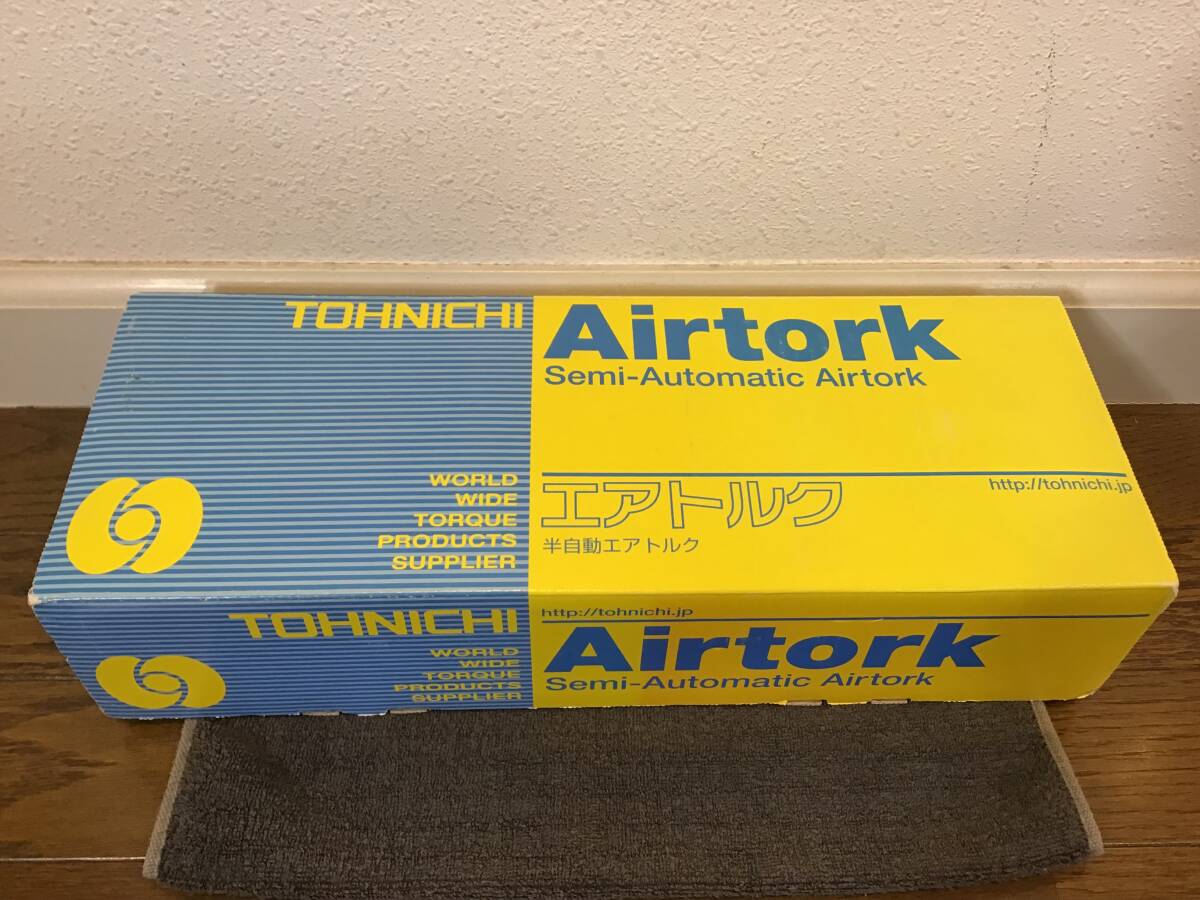 TOHNICHI
WORLD
WIDE
TORQUE
PRODUCTS
SUPPLIER
Airtork
Semi-Automatic Airtork
http://tohnichi.jp
エアトルク
半自動エアトルク
TOHNICHI
WORLD
WIDE
TORQUE
PRODUCTS
SUPPLIER
http://tohnichi.jp
Airtork
Semi-Automatic Airtork